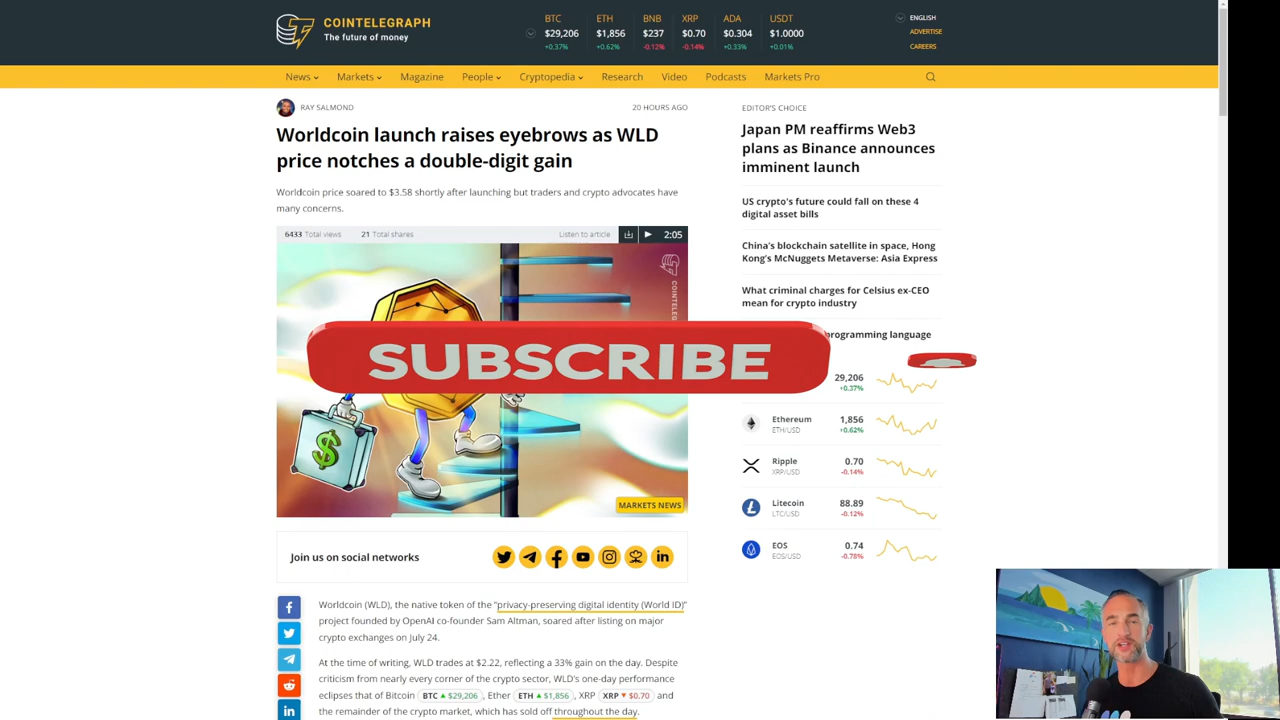 COINTELEGRAPH
The future of money
BTC
$29,206
+0.37%
ETH
$1,856
+0.62%
BNB
$237
-0.12%
XRP
$0.70
-0.14%
ADA
$0.304
+0.33%
USDT
$1.0000
+0.01%
ENGLISH
ADVERTISE
CAREERS
News
Markets
Magazine
People
Cryptopedia
Research
Video
Podcasts
Markets Pro
RAY SALMOND
20 HOURS AGO
Worldcoin launch raises eyebrows as WLD
price notches a double-digit gain
Worldcoin price soared to $3.58 shortly after launching but traders and crypto advocates have
many concerns.
6433 Total views
21 Total shares
Listen to article
2:05
COINTELEG
SUBSCRIBE
$
MARKETS NEWS
Join us on social networks
Worldcoin (WLD), the native token of the "privacy-preserving digital identity (World ID)"
project founded by OpenAI co-founder Sam Altman, soared after listing on major
crypto exchanges on July 24.
At the time of writing, WLD trades at $2.22, reflecting a 33% gain on the day. Despite
criticism from nearly every corner of the crypto sector, WLD's one-day performance
eclipses that of Bitcoin BTC ▲ $29,206 , Ether ETH ▲ $1,856 , XRP XRP ▼ $0.70 and
the remainder of the crypto market, which has sold off throughout the day.
EDITOR'S CHOICE
Japan PM reaffirms Web3
plans as Binance announces
imminent launch
US crypto's future could fall on these 4
digital asset bills
China's blockchain satellite in space, Hong
Kong's McNuggets Metaverse: Asia Express
What criminal charges for Celsius ex-CEO
mean for crypto industry
programming language
29,206
+0.37%
Ethereum
ETH/USD
1,856
+0.62%
Ripple
XRP/USD
0.70
-0.14%
Litecoin
LTC/USD
88.89
-0.12%
EOS
EOS/USD
0.74
-0.78%